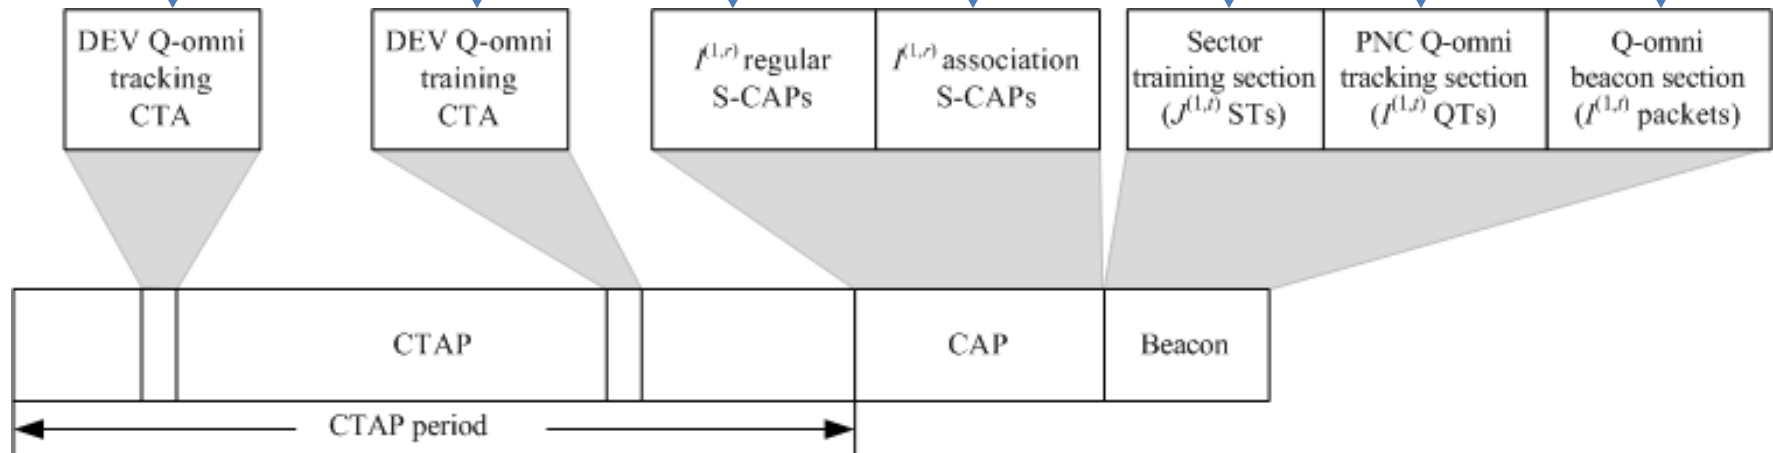 DEV Q-omni
tracking
CTA
DEV Q-omni
training
CTA
I^(1,r) regular
S-CAPs
I^(1,r) association
S-CAPs
Sector
training section
(J^(1,t) STs)
PNC Q-omni
tracking section
(I^(1,t) QTs)
Q-omni
beacon section
(I^(1,t) packets)
CTAP
CAP
Beacon
CTAP period